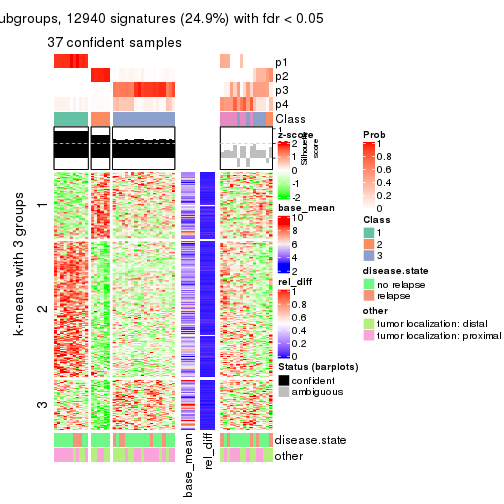 ubgroups, 12940 signatures (24.9%) with fdr < 0.05
37 confident samples
p1
p2
p3
p4
Class
1
Silhouette
score
k-means with 3 groups
1
2
3
z-score
2
1
0
-1
-2
base_mean
10
8
6
4
2
rel_diff
1
0.8
0.6
0.4
0.2
0
Status (barplots)
confident
ambiguous
Prob
1
0.8
0.6
0.4
0.2
0
Class
1
2
3
disease.state
no relapse
relapse
other
tumor localization: distal
tumor localization: proximal
disease.state
other
base_mean
rel_diff